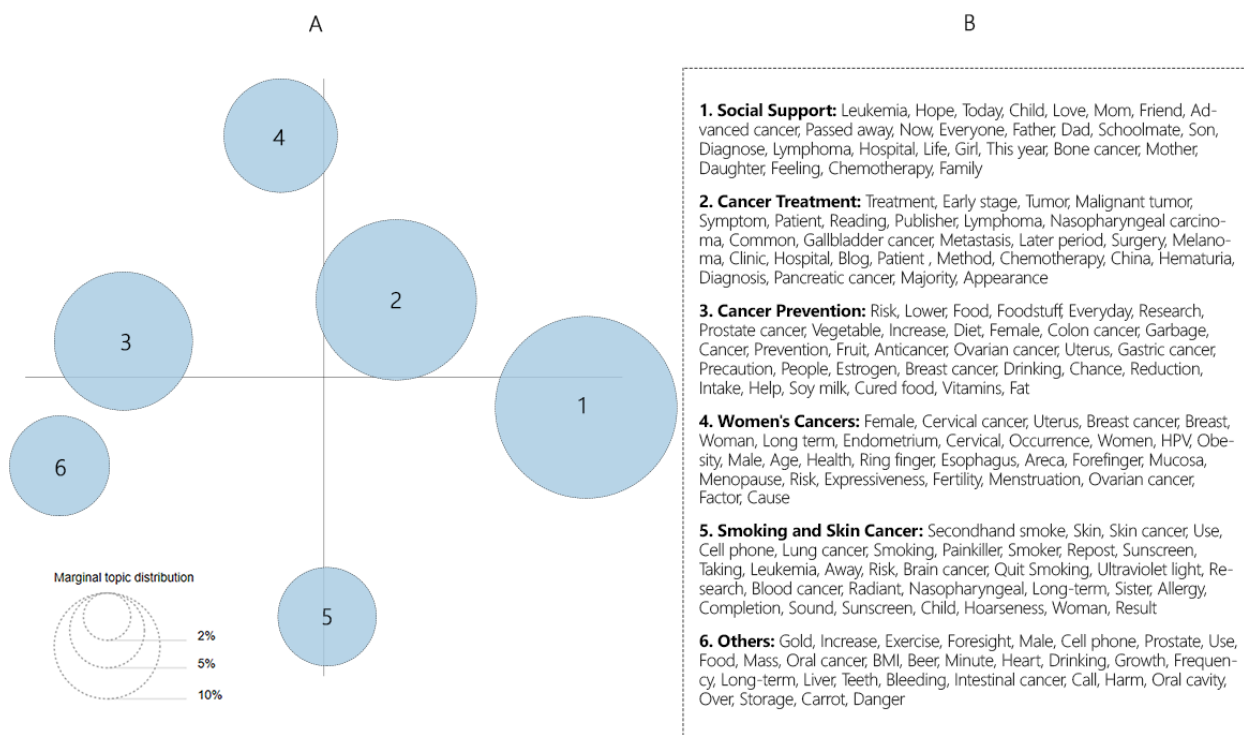 A
B
4
2
3
1
6
5
Marginal topic distribution
2%
5%
10%
1. Social Support: Leukemia, Hope, Today, Child, Love, Mom, Friend, Ad-
vanced cancer, Passed away, Now, Everyone, Father, Dad, Schoolmate, Son,
Diagnose, Lymphoma, Hospital, Life, Girl, This year, Bone cancer, Mother,
Daughter, Feeling, Chemotherapy, Family
2. Cancer Treatment: Treatment, Early stage, Tumor, Malignant tumor,
Symptom, Patient, Reading, Publisher, Lymphoma, Nasopharyngeal carcino-
ma, Common, Gallbladder cancer, Metastasis, Later period, Surgery, Melano-
ma, Clinic, Hospital, Blog, Patient , Method, Chemotherapy, China, Hematuria,
Diagnosis, Pancreatic cancer, Majority, Appearance
3. Cancer Prevention: Risk, Lower, Food, Foodstuff, Everyday, Research,
Prostate cancer, Vegetable, Increase, Diet, Female, Colon cancer, Garbage,
Cancer, Prevention, Fruit, Anticancer, Ovarian cancer, Uterus, Gastric cancer,
Precaution, People, Estrogen, Breast cancer, Drinking, Chance, Reduction,
Intake, Help, Soy milk, Cured food, Vitamins, Fat
4. Women's Cancers: Female, Cervical cancer, Uterus, Breast cancer, Breast,
Woman, Long term, Endometrium, Cervical, Occurrence, Women, HPV, Obe-
sity, Male, Age, Health, Ring finger, Esophagus, Areca, Forefinger, Mucosa,
Menopause, Risk, Expressiveness, Fertility, Menstruation, Ovarian cancer,
Factor, Cause
5. Smoking and Skin Cancer: Secondhand smoke, Skin, Skin cancer, Use,
Cell phone, Lung cancer, Smoking, Painkiller, Smoker, Repost, Sunscreen,
Taking, Leukemia, Away, Risk, Brain cancer, Quit Smoking, Ultraviolet light, Re-
search, Blood cancer, Radiant, Nasopharyngeal, Long-term, Sister, Allergy,
Completion, Sound, Sunscreen, Child, Hoarseness, Woman, Result
6. Others: Gold, Increase, Exercise, Foresight, Male, Cell phone, Prostate, Use,
Food, Mass, Oral cancer, BMI, Beer, Minute, Heart, Drinking, Growth, Frequen-
cy, Long-term, Liver, Teeth, Bleeding, Intestinal cancer, Call, Harm, Oral cavity,
Over, Storage, Carrot, Danger